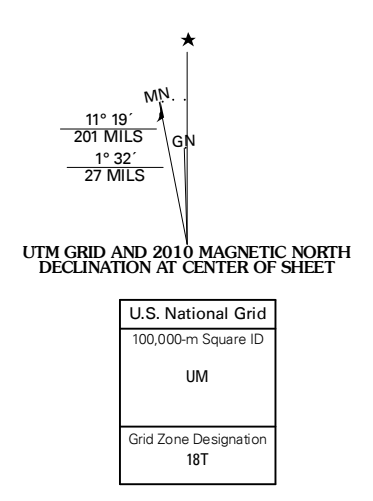 ★
MN
11° 19´
201 MILS
GN
1° 32´
27 MILS
UTM GRID AND 2010 MAGNETIC NORTH
DECLINATION AT CENTER OF SHEET
U.S. National Grid
100,000-m Square ID
UM
Grid Zone Designation
18T